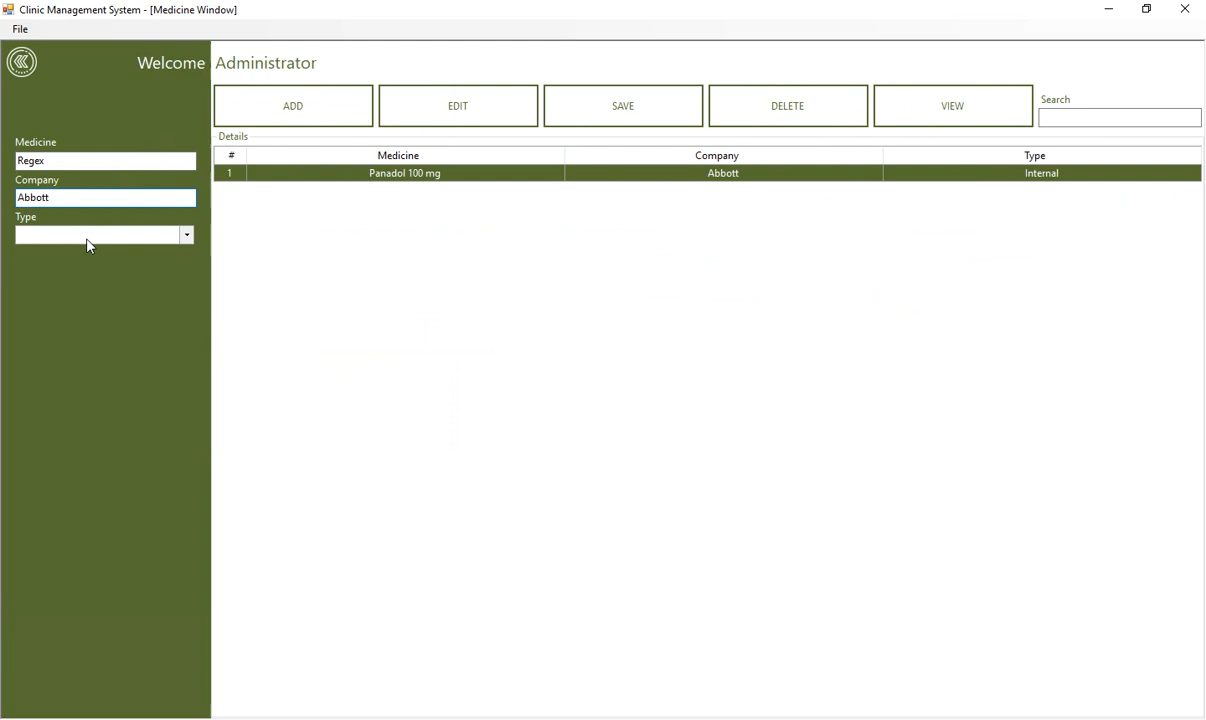 Clinic Management System - [Medicine Window]
File
Welcome Administrator
ADD EDIT SAVE DELETE VIEW
Search
Details
Medicine
Regex
Company
Abbott
Type
# Medicine Company Type
1 Panadol 100 mg Abbott Internal